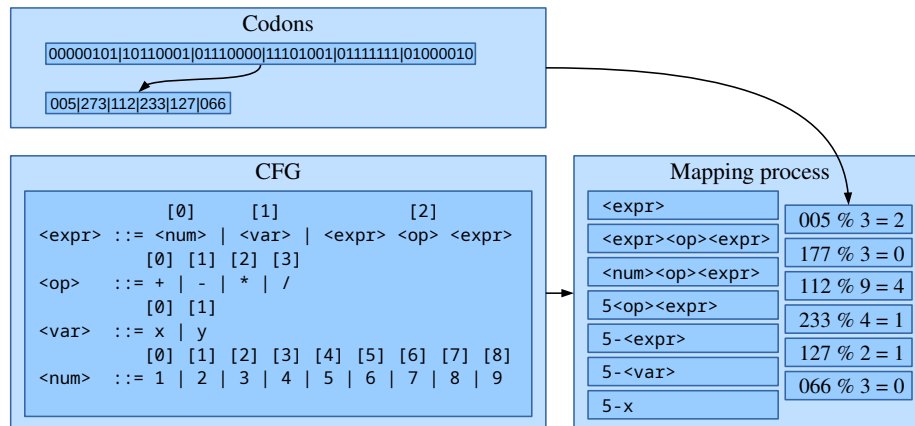 Codons
00000101|10110001|01110000|11101001|01111111|01000010
005|273|112|233|127|066
CFG
[0] [1] [2]
<expr> ::= <num> | <var> | <expr> <op> <expr>
[0] [1] [2] [3]
<op> ::= + | - | * | /
[0] [1]
<var> ::= x | y
[0] [1] [2] [3] [4] [5] [6] [7] [8]
<num> ::= 1 | 2 | 3 | 4 | 5 | 6 | 7 | 8 | 9
Mapping process
<expr>
<expr><op><expr>
<num><op><expr>
5<op><expr>
5-<expr>
5-<var>
5-x
005 % 3 = 2
177 % 3 = 0
112 % 9 = 4
233 % 4 = 1
127 % 2 = 1
066 % 3 = 0